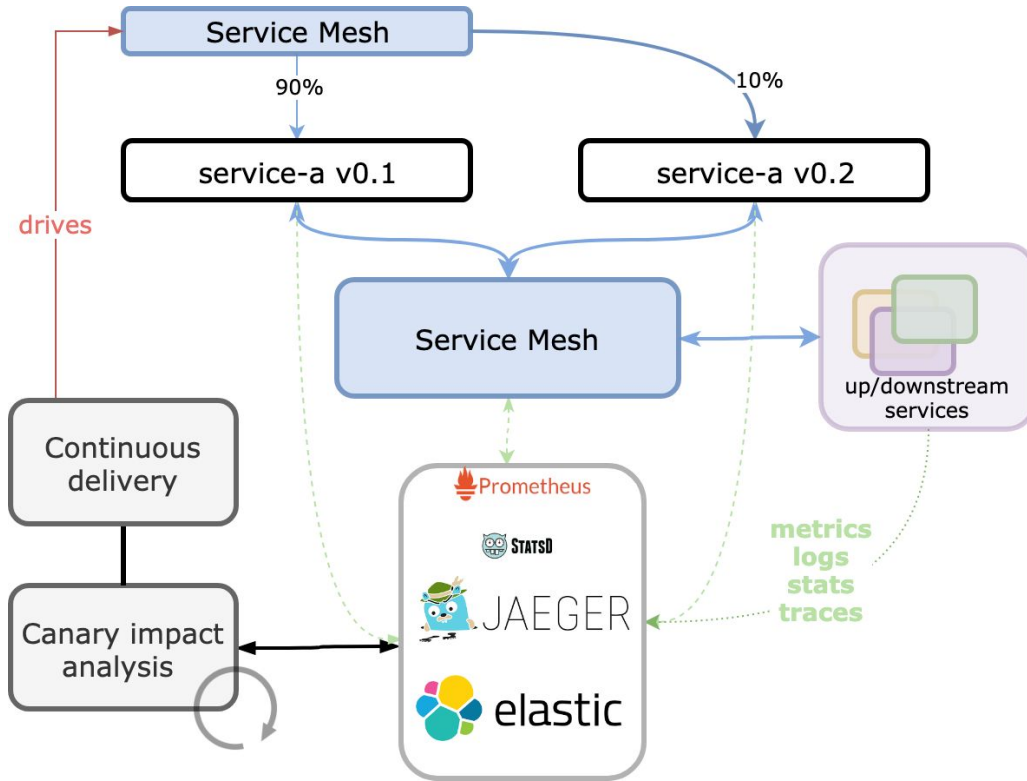 Service Mesh
90%
10%
service-a v0.1
service-a v0.2
drives
Service Mesh
up/downstream
services
Continuous
delivery
Prometheus
STATSD
metrics
logs
stats
traces
JAEGER
Canary impact
analysis
elastic